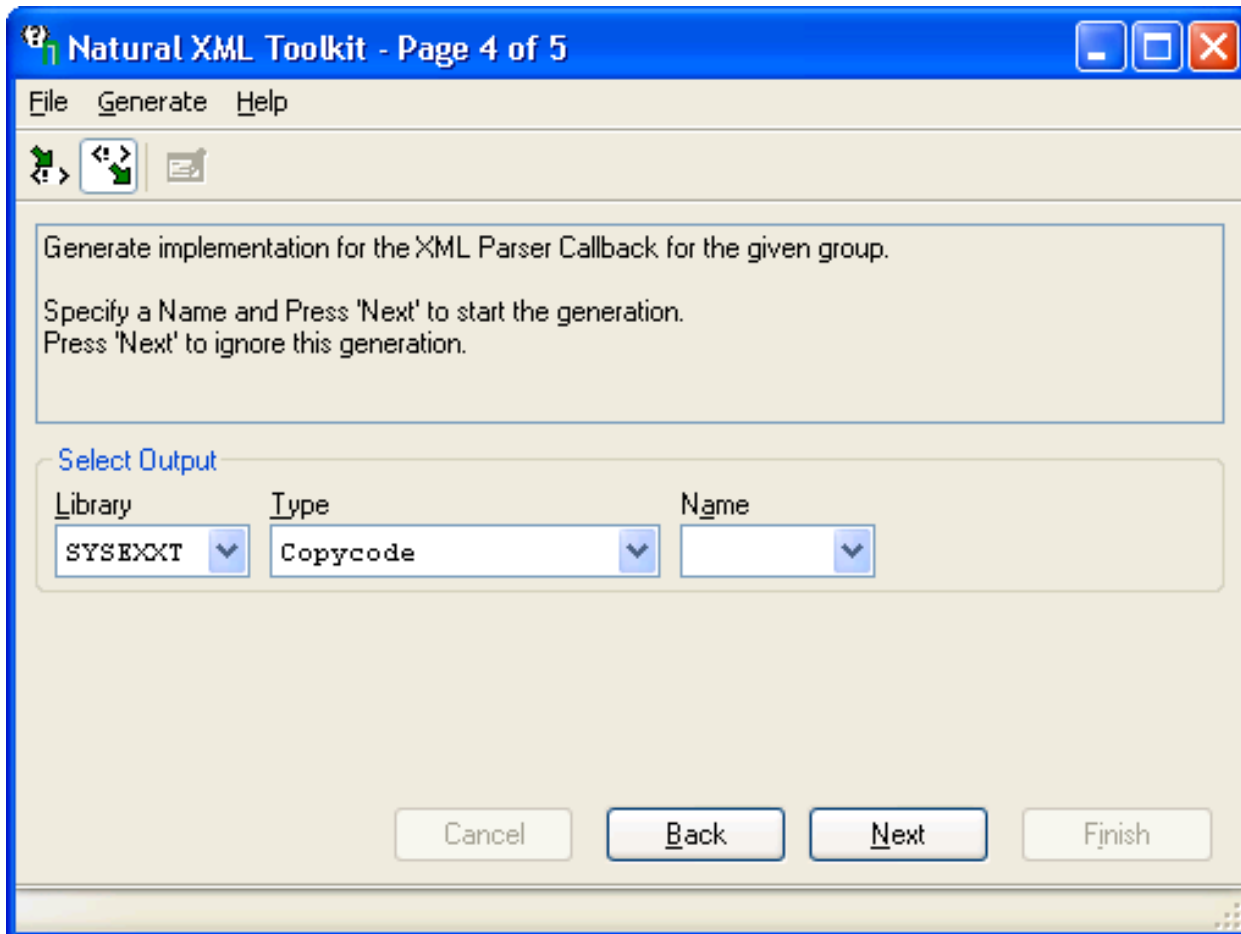 Natural XML Toolkit - Page 4 of 5
File Generate Help
Generate implementation for the XML Parser Callback for the given group.
Specify a Name and Press 'Next' to start the generation.
Press 'Next' to ignore this generation.
Select Output
Library Type Name
SYSEXXT Copycode
Cancel Back Next Finish